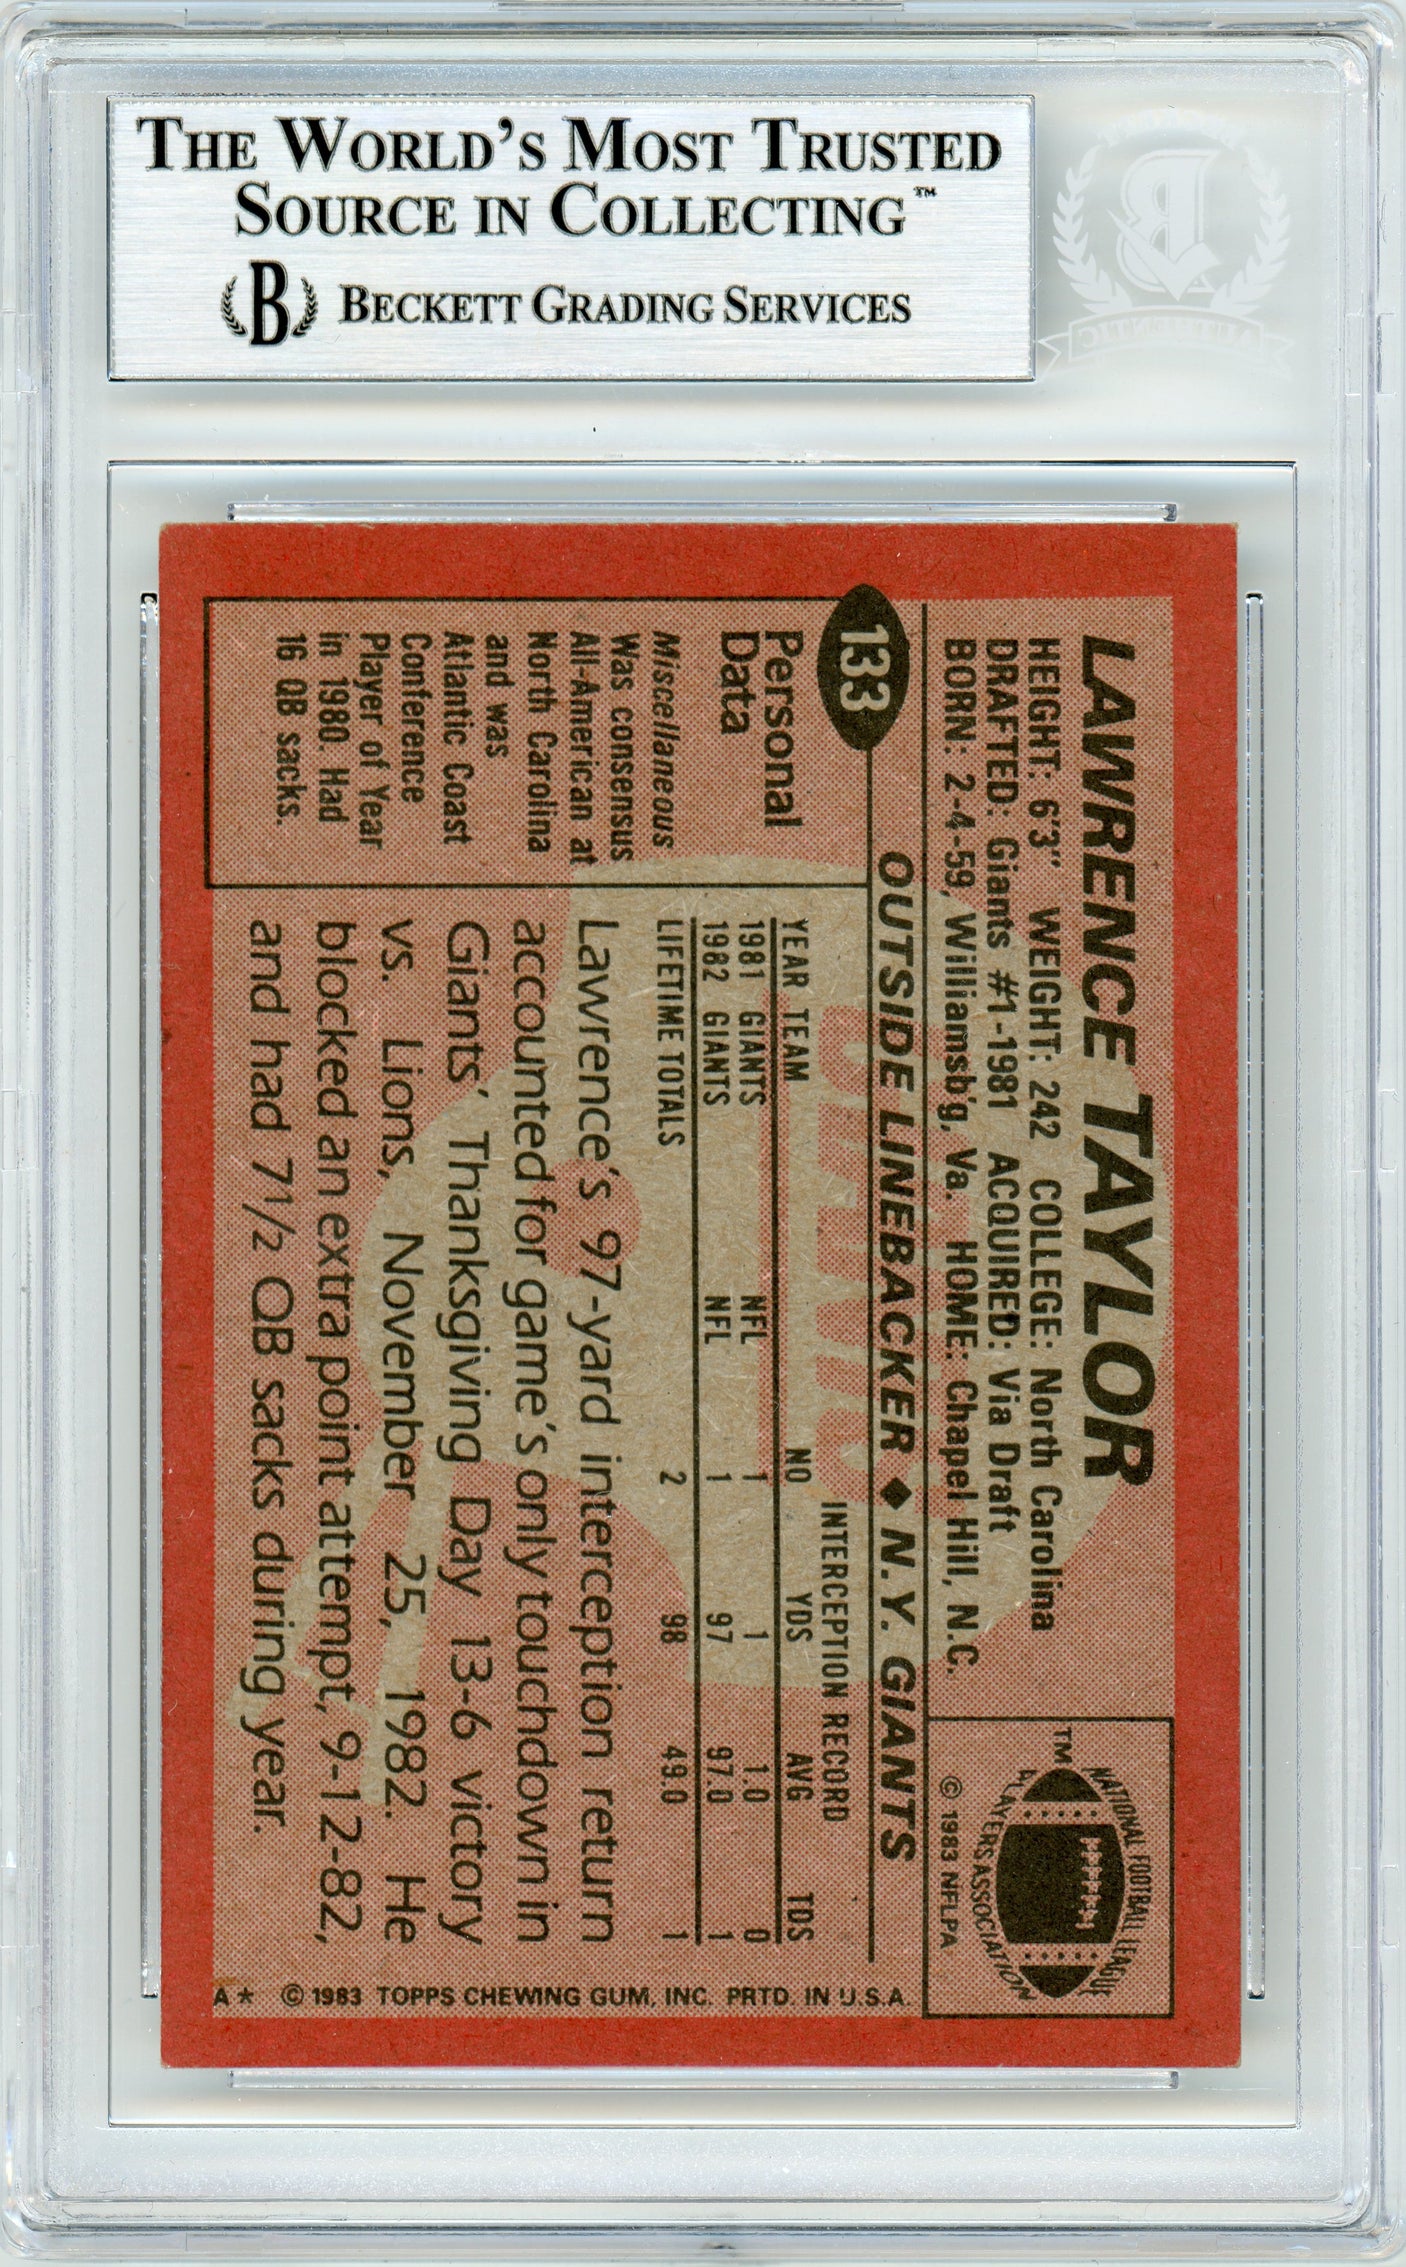 THE WORLD'S MOST TRUSTED
SOURCE IN COLLECTING™
B BECKETT GRADING SERVICES
LAWRENCE TAYLOR
HEIGHT: 6'3" WEIGHT: 242 COLLEGE: North Carolina
DRAFTED: Giants #1-1981 ACQUIRED: Via Draft
BORN: 2-4-59, Williamsb'g, Va. HOME: Chapel Hill, N.C.
TM
NATIONAL FOOTBALL LEAGUE
PLAYERS ASSOCIATION
© 1983 NFLPA
133
OUTSIDE LINEBACKER ♦ N.Y. GIANTS
Personal
Data
Miscellaneous
Was consensus
All-American at
North Carolina
and was
Atlantic Coast
Conference
Player of Year
in 1980. Had
16 QB sacks.
INTERCEPTION RECORD
YEAR TEAM NO YDS AVG TDS
1981 GIANTS NFL 1 1 1.0 0
1982 GIANTS NFL 1 97 97.0 1
LIFETIME TOTALS 2 98 49.0 1
Lawrence's 97-yard interception return
accounted for game's only touchdown in
Giants' Thanksgiving Day 13-6 victory
vs. Lions, November 25, 1982. He
blocked an extra point attempt, 9-12-82,
and had 7½ QB sacks during year.
A* © 1983 TOPPS CHEWING GUM, INC. PRTD. IN U.S.A.